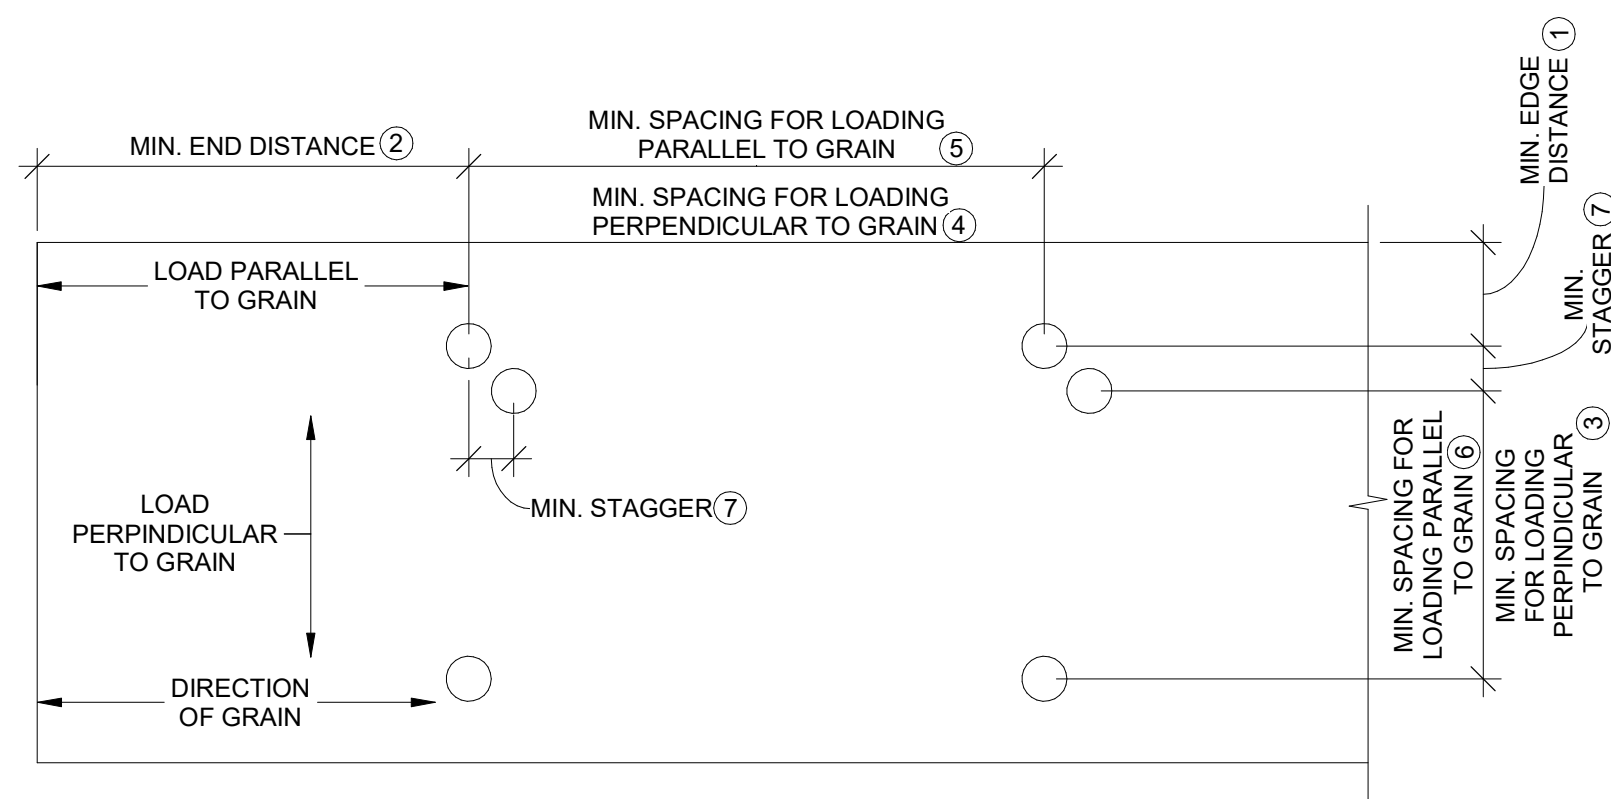 MIN. END DISTANCE 2
MIN. SPACING FOR LOADING
PARALLEL TO GRAIN 5
MIN. SPACING FOR LOADING
PERPENDICULAR TO GRAIN 4
MIN. EDGE
DISTANCE 1
MIN.
STAGGER 7
LOAD PARALLEL
TO GRAIN
LOAD
PERPINDICULAR
TO GRAIN
MIN. STAGGER 7
DIRECTION
OF GRAIN
MIN. SPACING FOR
LOADING PARALLEL
TO GRAIN 6
MIN. SPACING
FOR LOADING
PERPINDICULAR
TO GRAIN 3